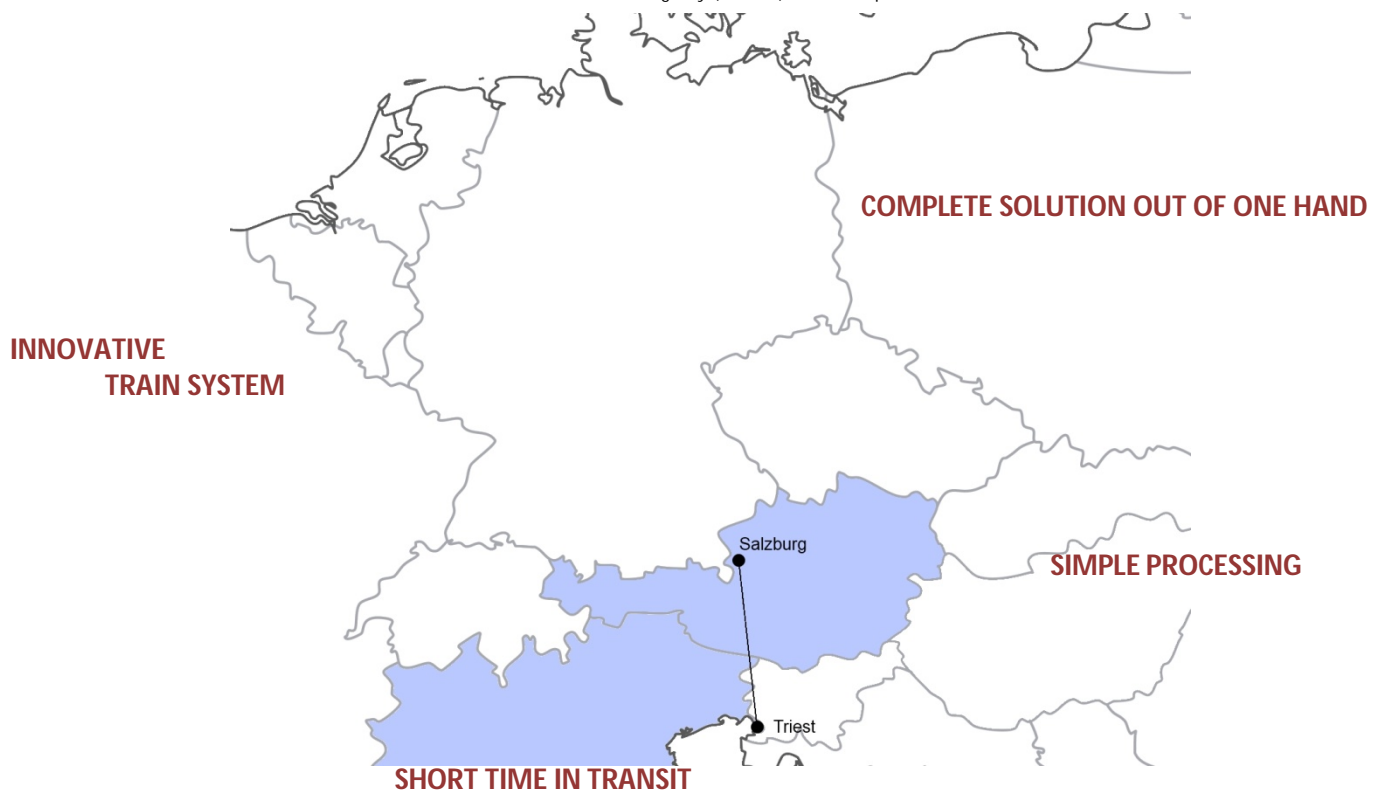 COMPLETE SOLUTION OUT OF ONE HAND
INNOVATIVE
TRAIN SYSTEM
Salzburg
SIMPLE PROCESSING
Triest
SHORT TIME IN TRANSIT